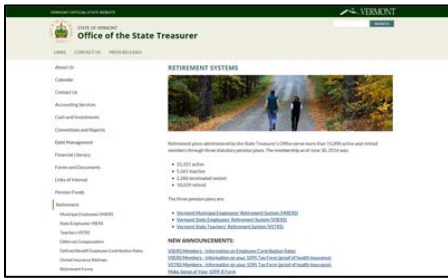 VERMONT OFFICIAL STATE WEBSITE
VERMONT
STATE OF VERMONT
Office of the State Treasurer
SEARCH
LINKS CONTACT US PRESS RELEASES
About Us
Calendar
Contact Us
Accounting Services
Cash and Investments
Committees and Reports
Debt Management
Financial Literacy
Forms and Documents
Links of Interest
Pension Funds
Retirement
Municipal Employees' VMERS
State Employees' VSERS
Teachers' VSTRS
Deferred Compensation
Defined Benefit Employee Contribution Rates
Dental Insurance Retirees
Retirement Forms
RETIREMENT SYSTEMS
Retirement plans administered by the State Treasurer's Office serve more than 51,000 active and retired
members through three statutory pension plans. The membership as of June 30, 2016 was:
active
inactive
terminated vested
retired
The three pension plans are:
Vermont Municipal Employees' Retirement System (VMERS)
Vermont State Employees' Retirement System (VSERS)
Vermont State Teachers' Retirement System (VSTRS)
NEW ANNOUNCEMENTS:
VSERS Members - Information on Employee Contribution Rates
VSERS Members - Information on your 1095 Tax Form (proof of health insurance)
VSTRS Members - Information on your 1095 Tax Form (proof of health insurance)
Make Sense of Your 1099-R Form